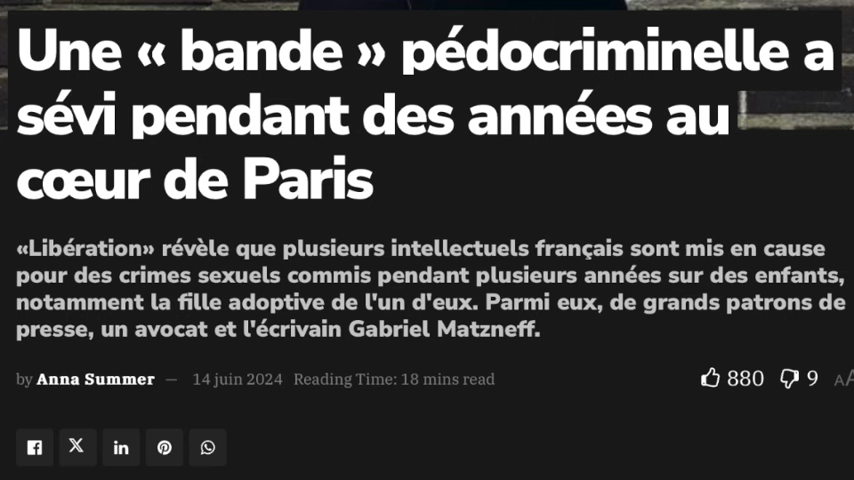 Une « bande » pédocriminelle a
sévi pendant des années au
cœur de Paris
«Libération» révèle que plusieurs intellectuels français sont mis en cause
pour des crimes sexuels commis pendant plusieurs années sur des enfants,
notamment la fille adoptive de l'un d'eux. Parmi eux, de grands patrons de
presse, un avocat et l'écrivain Gabriel Matzneff.
by Anna Summer — 14 juin 2024 Reading Time: 18 mins read 880 9 AA